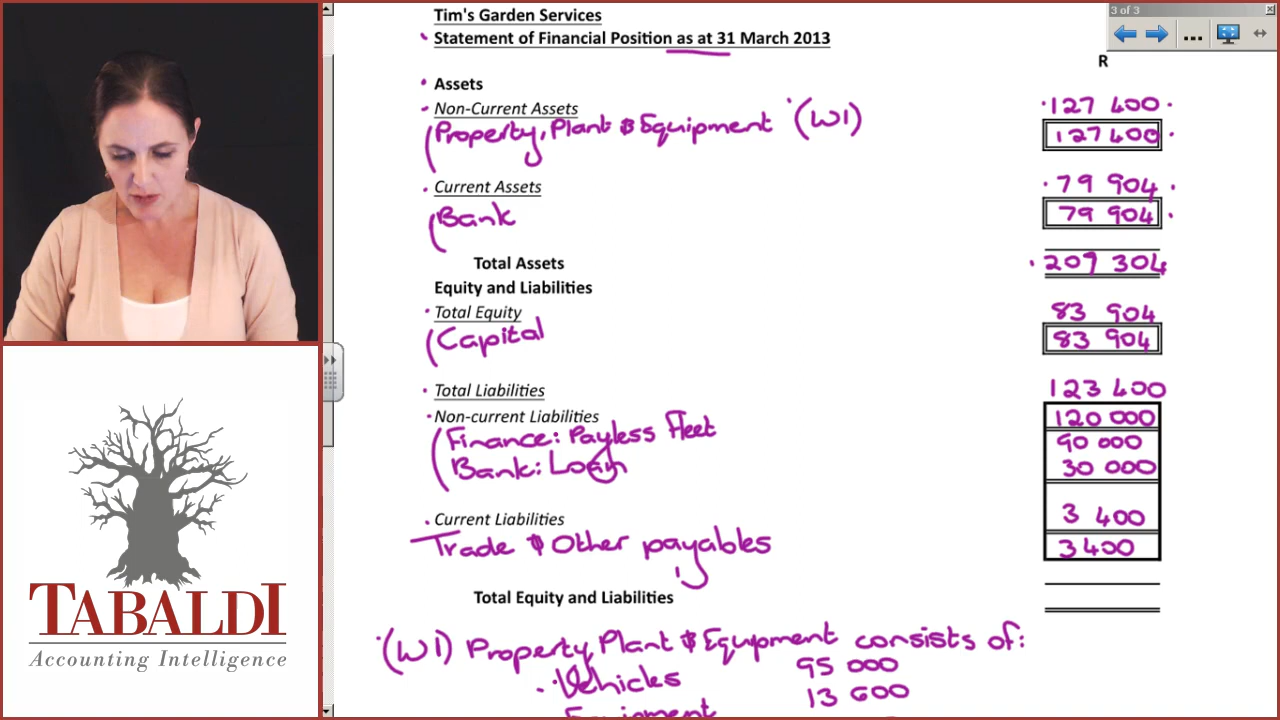 3 of 3
Tim's Garden Services
Statement of Financial Position as at 31 March 2013
R
Assets
Non-Current Assets 127 400
Property, Plant & Equipment (W1) 127 400
Current Assets 79 904
Bank 79 904
Total Assets 207 304
Equity and Liabilities
Total Equity 83 904
Capital 83 904
Total Liabilities 123 400
Non-current Liabilities 120 000
Finance: Payless Fleet 90 000
Bank: Loan 30 000
Current Liabilities 3 400
Trade & Other payables 3400
Total Equity and Liabilities
(W1) Property Plant & Equipment consists of:
Vehicles 95 000
Equipment 13 600
TABALDI
Accounting Intelligence